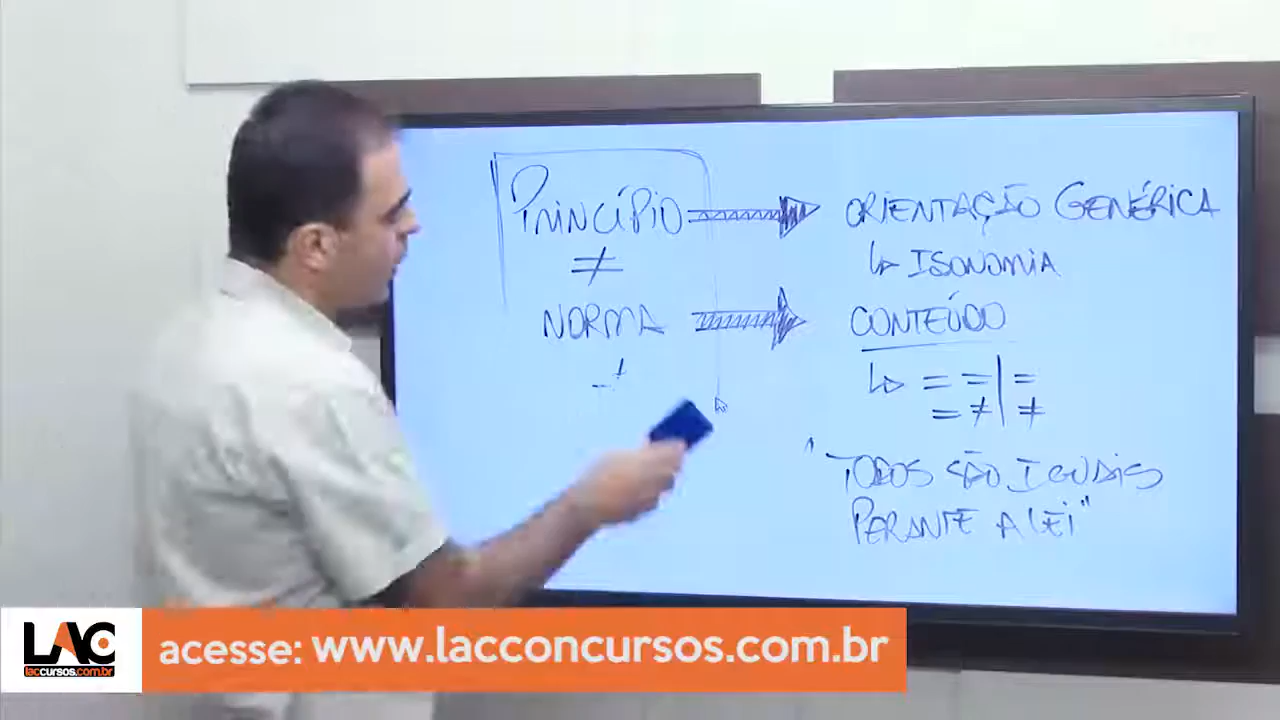 PRINCÍPIO
ORIENTAÇÃO GENÉRICA
≠
↳ ISONOMIA
NORMA
CONTEÚDO
↳ = = | =
= ≠ | ≠
"TODOS SÃO IGUAIS
PERANTE A LEI"
LAC
laccursos.com.br
acesse: www.lacconcursos.com.br